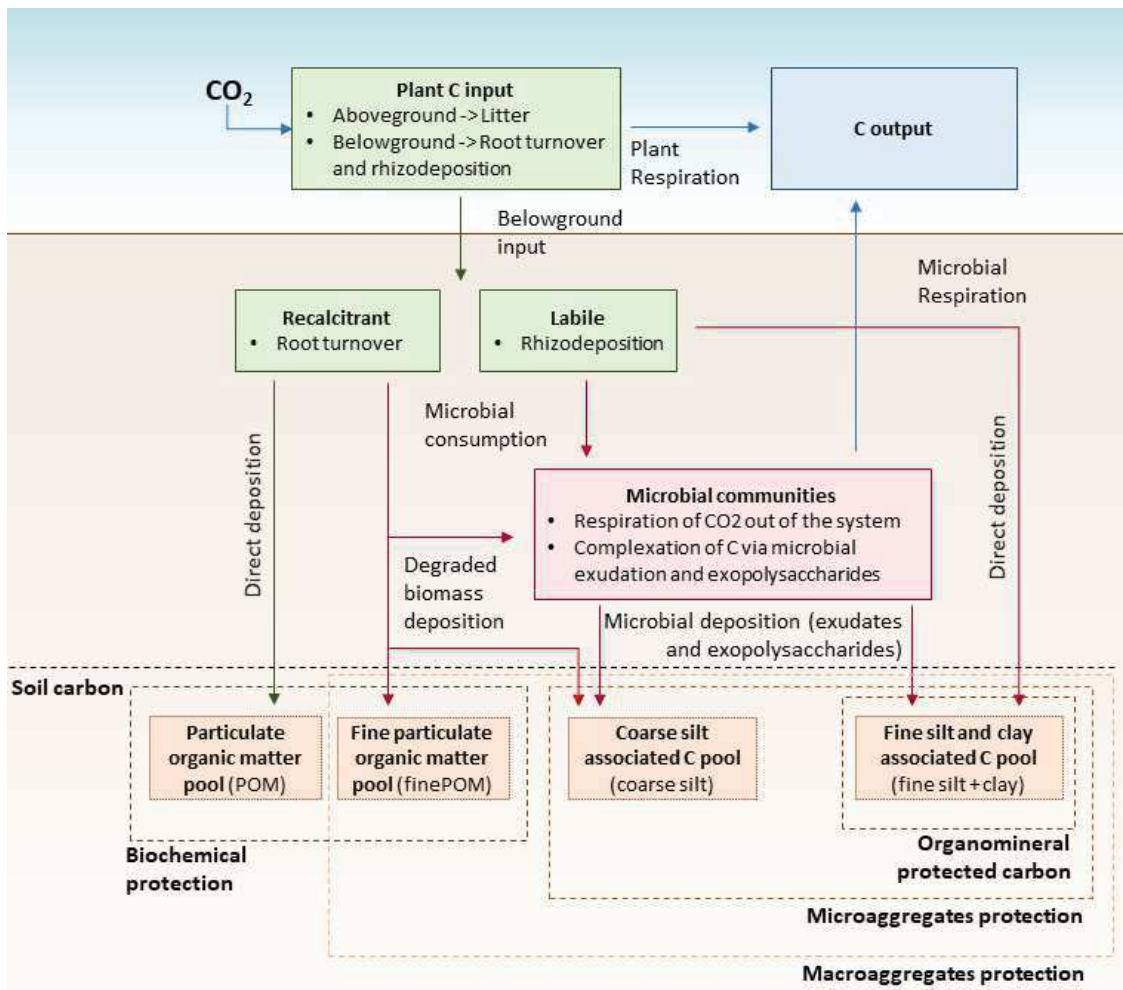 CO2
Plant C input
• Aboveground ->Litter
• Belowground ->Root turnover
and rhizodeposition
C output
Plant
Respiration
Belowground
input
Microbial
Respiration
Recalcitrant
• Root turnover
Labile
• Rhizodeposition
Microbial
consumption
Direct deposition
Direct deposition
Microbial communities
• Respiration of CO2 out of the system
• Complexation of C via microbial
exudation and exopolysaccharides
Degraded
biomass
deposition
Microbial deposition (exudates
and exopolysaccharides)
Soil carbon
Particulate
organic matter
pool (POM)
Fine particulate
organic matter
pool (finePOM)
Coarse silt
associated C pool
(coarse silt)
Fine silt and clay
associated C pool
(fine silt + clay)
Biochemical
protection
Organomineral
protected carbon
Microaggregates protection
Macroaggregates protection